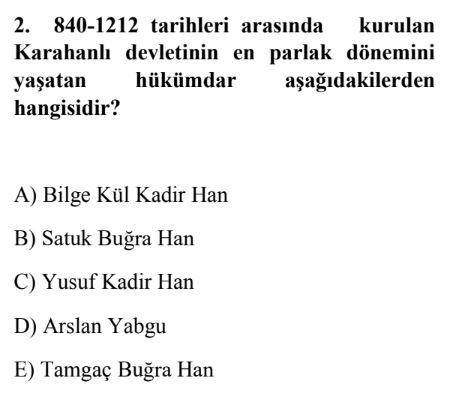 2. 840-1212 tarihleri arasında kurulan
Karahanlı devletinin en parlak dönemini
yaşatan hükümdar aşağıdakilerden
hangisidir?
A) Bilge Kül Kadir Han
B) Satuk Buğra Han
C) Yusuf Kadir Han
D) Arslan Yabgu
E) Tamgaç Buğra Han